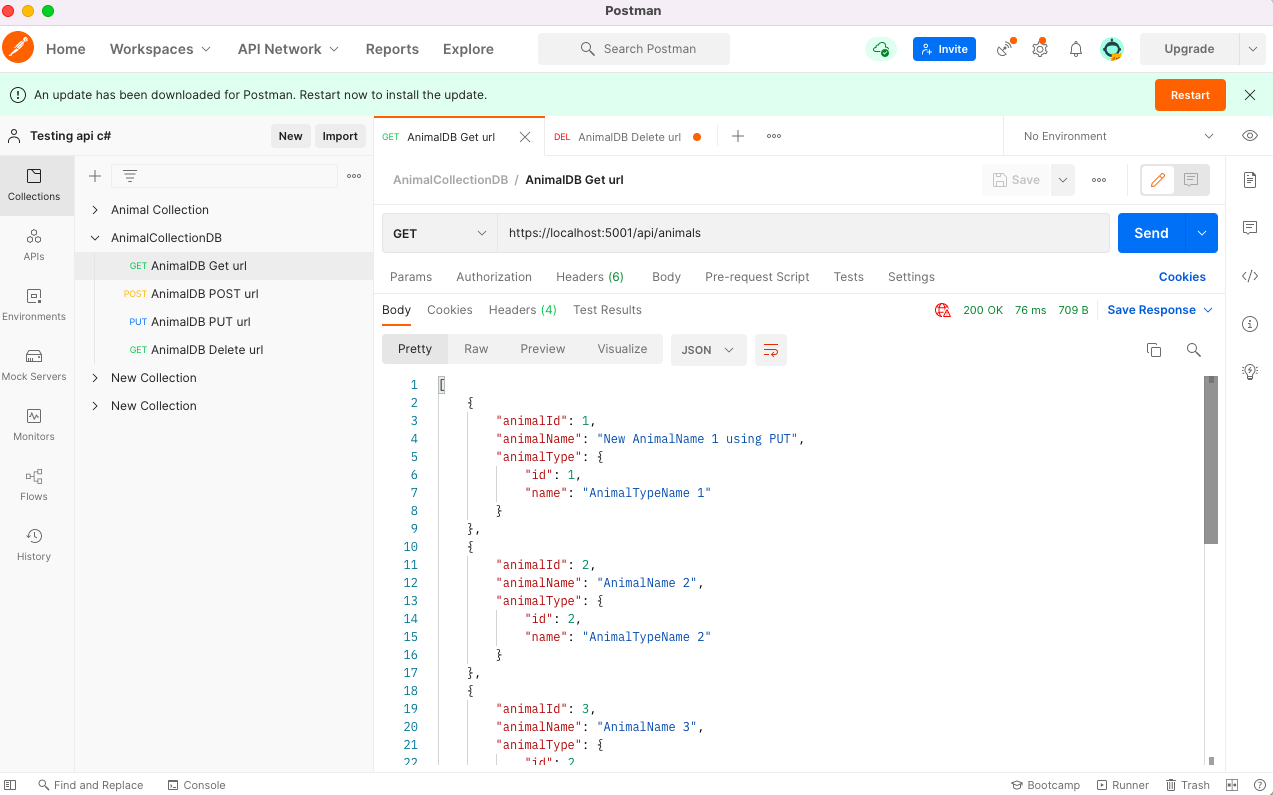 Postman
Home Workspaces API Network Reports Explore Search Postman Invite Upgrade
An update has been downloaded for Postman. Restart now to install the update. Restart
Testing api c# New Import
GET AnimalDB Get url DEL AnimalDB Delete url No Environment
Collections
APIs
Environments
Mock Servers
Monitors
Flows
History
Animal Collection
AnimalCollectionDB
GET AnimalDB Get url
POST AnimalDB POST url
PUT AnimalDB PUT url
GET AnimalDB Delete url
New Collection
New Collection
AnimalCollectionDB / AnimalDB Get url Save
GET https://localhost:5001/api/animals Send
Params Authorization Headers (6) Body Pre-request Script Tests Settings Cookies
Body Cookies Headers (4) Test Results 200 OK 76 ms 709 B Save Response
Pretty Raw Preview Visualize JSON
1 [
2 {
3 "animalId": 1,
4 "animalName": "New AnimalName 1 using PUT",
5 "animalType": {
6 "id": 1,
7 "name": "AnimalTypeName 1"
8 }
9 },
10 {
11 "animalId": 2,
12 "animalName": "AnimalName 2",
13 "animalType": {
14 "id": 2,
15 "name": "AnimalTypeName 2"
16 }
17 },
18 {
19 "animalId": 3,
20 "animalName": "AnimalName 3",
21 "animalType": {
22 "id": 2
Find and Replace Console Bootcamp Runner Trash